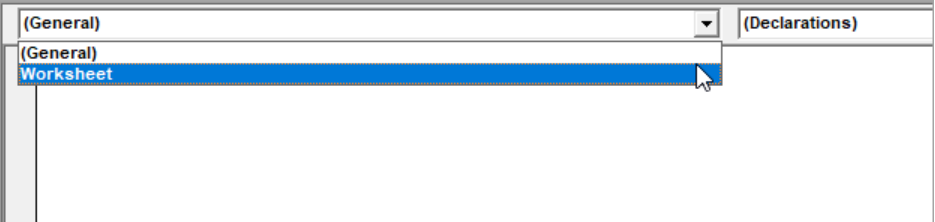 (General)
(Declarations)
(General)
Worksheet